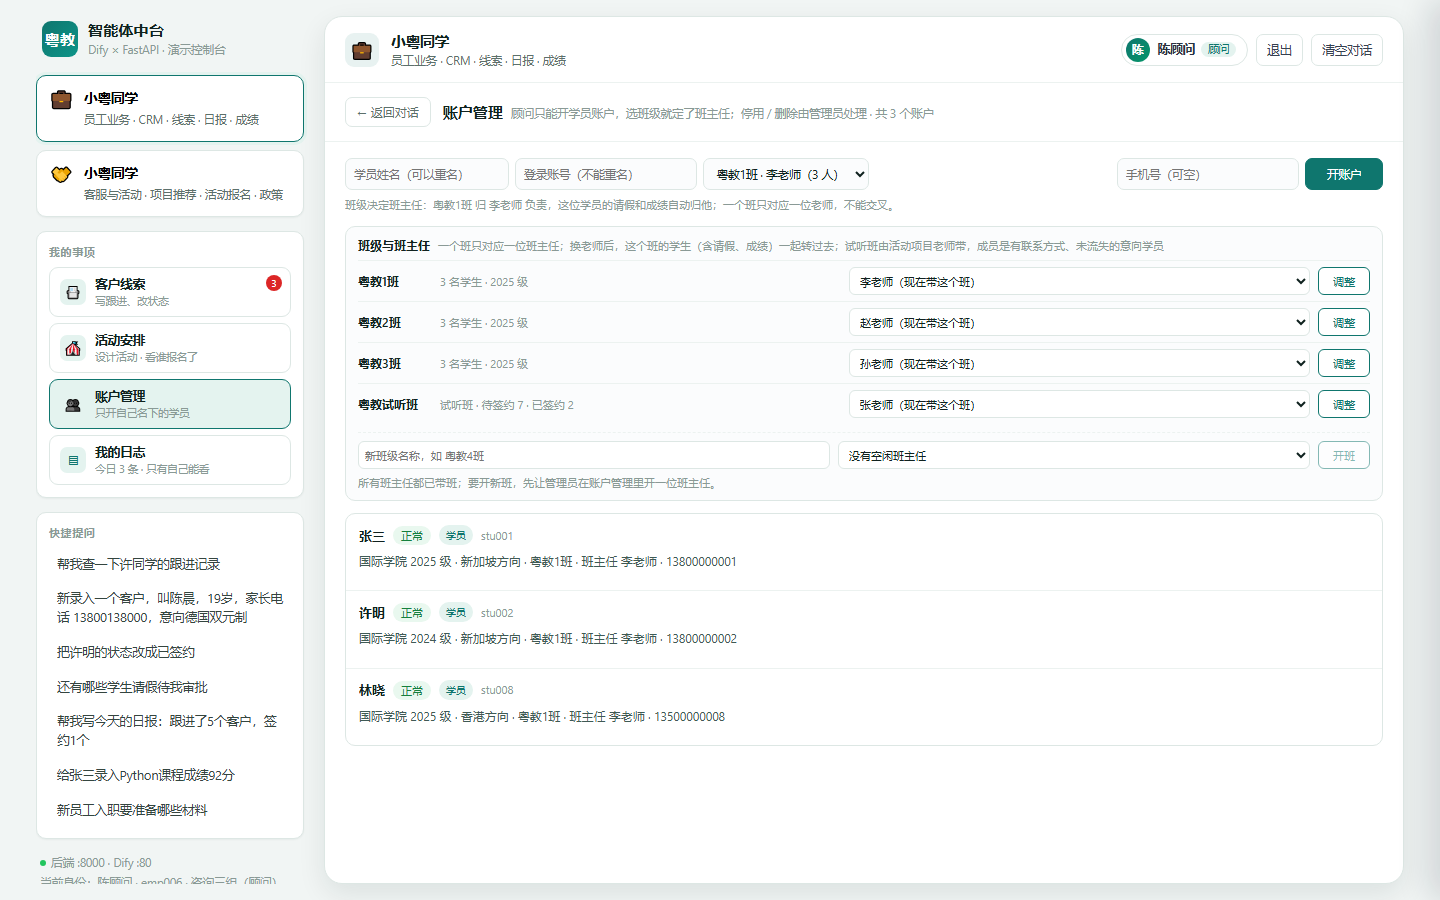 粤教
智能体中台
Dify × FastAPI · 演示控制台
小粤同学
员工业务 · CRM · 线索 · 日报 · 成绩
小粤同学
客服与活动 · 项目推荐 · 活动报名 · 政策
我的事项
客户线索
写跟进、改状态
3
活动安排
设计活动 · 看谁报名了
账户管理
只开自己名下的学员
我的日志
今日 3 条 · 只有自己能看
快捷提问
帮我查一下许同学的跟进记录
新录入一个客户，叫陈晨，19岁，家长电
话 13800138000，意向德国双元制
把许明的状态改成已签约
还有哪些学生请假待我审批
帮我写今天的日报：跟进了5个客户，签
约1个
给张三录入Python课程成绩92分
新员工入职要准备哪些材料
后端 :8000 · Dify :80
当前身份：陈顾问 · emp006 · 咨询三组（顾问）
小粤同学
员工业务 · CRM · 线索 · 日报 · 成绩
陈 陈顾问 顾问
退出
清空对话
← 返回对话
账户管理 顾问只能开学员账户，选班级就定了班主任；停用 / 删除由管理员处理 · 共 3 个账户
学员姓名（可以重名）
登录账号（不能重名）
粤教1班 · 李老师（3 人）
手机号（可空）
开账户
班级决定班主任：粤教1班 归 李老师 负责，这位学员的请假和成绩自动归他；一个班只对应一位老师，不能交叉。
班级与班主任 一个班只对应一位班主任；换老师后，这个班的学生（含请假、成绩）一起转过去；试听班由活动项目老师带，成员是有联系方式、未流失的意向学员
粤教1班 3 名学生 · 2025 级 李老师（现在带这个班） 调整
粤教2班 3 名学生 · 2025 级 赵老师（现在带这个班） 调整
粤教3班 3 名学生 · 2025 级 孙老师（现在带这个班） 调整
粤教试听班 试听班 · 待签约 7 · 已签约 2 张老师（现在带这个班） 调整
新班级名称，如 粤教4班 没有空闲班主任 开班
所有班主任都已带班；要开新班，先让管理员在账户管理里开一位班主任。
张三 正常 学员 stu001
国际学院 2025 级 · 新加坡方向 · 粤教1班 · 班主任 李老师 · 13800000001
许明 正常 学员 stu002
国际学院 2024 级 · 新加坡方向 · 粤教1班 · 班主任 李老师 · 13800000002
林晓 正常 学员 stu008
国际学院 2025 级 · 香港方向 · 粤教1班 · 班主任 李老师 · 13500000008